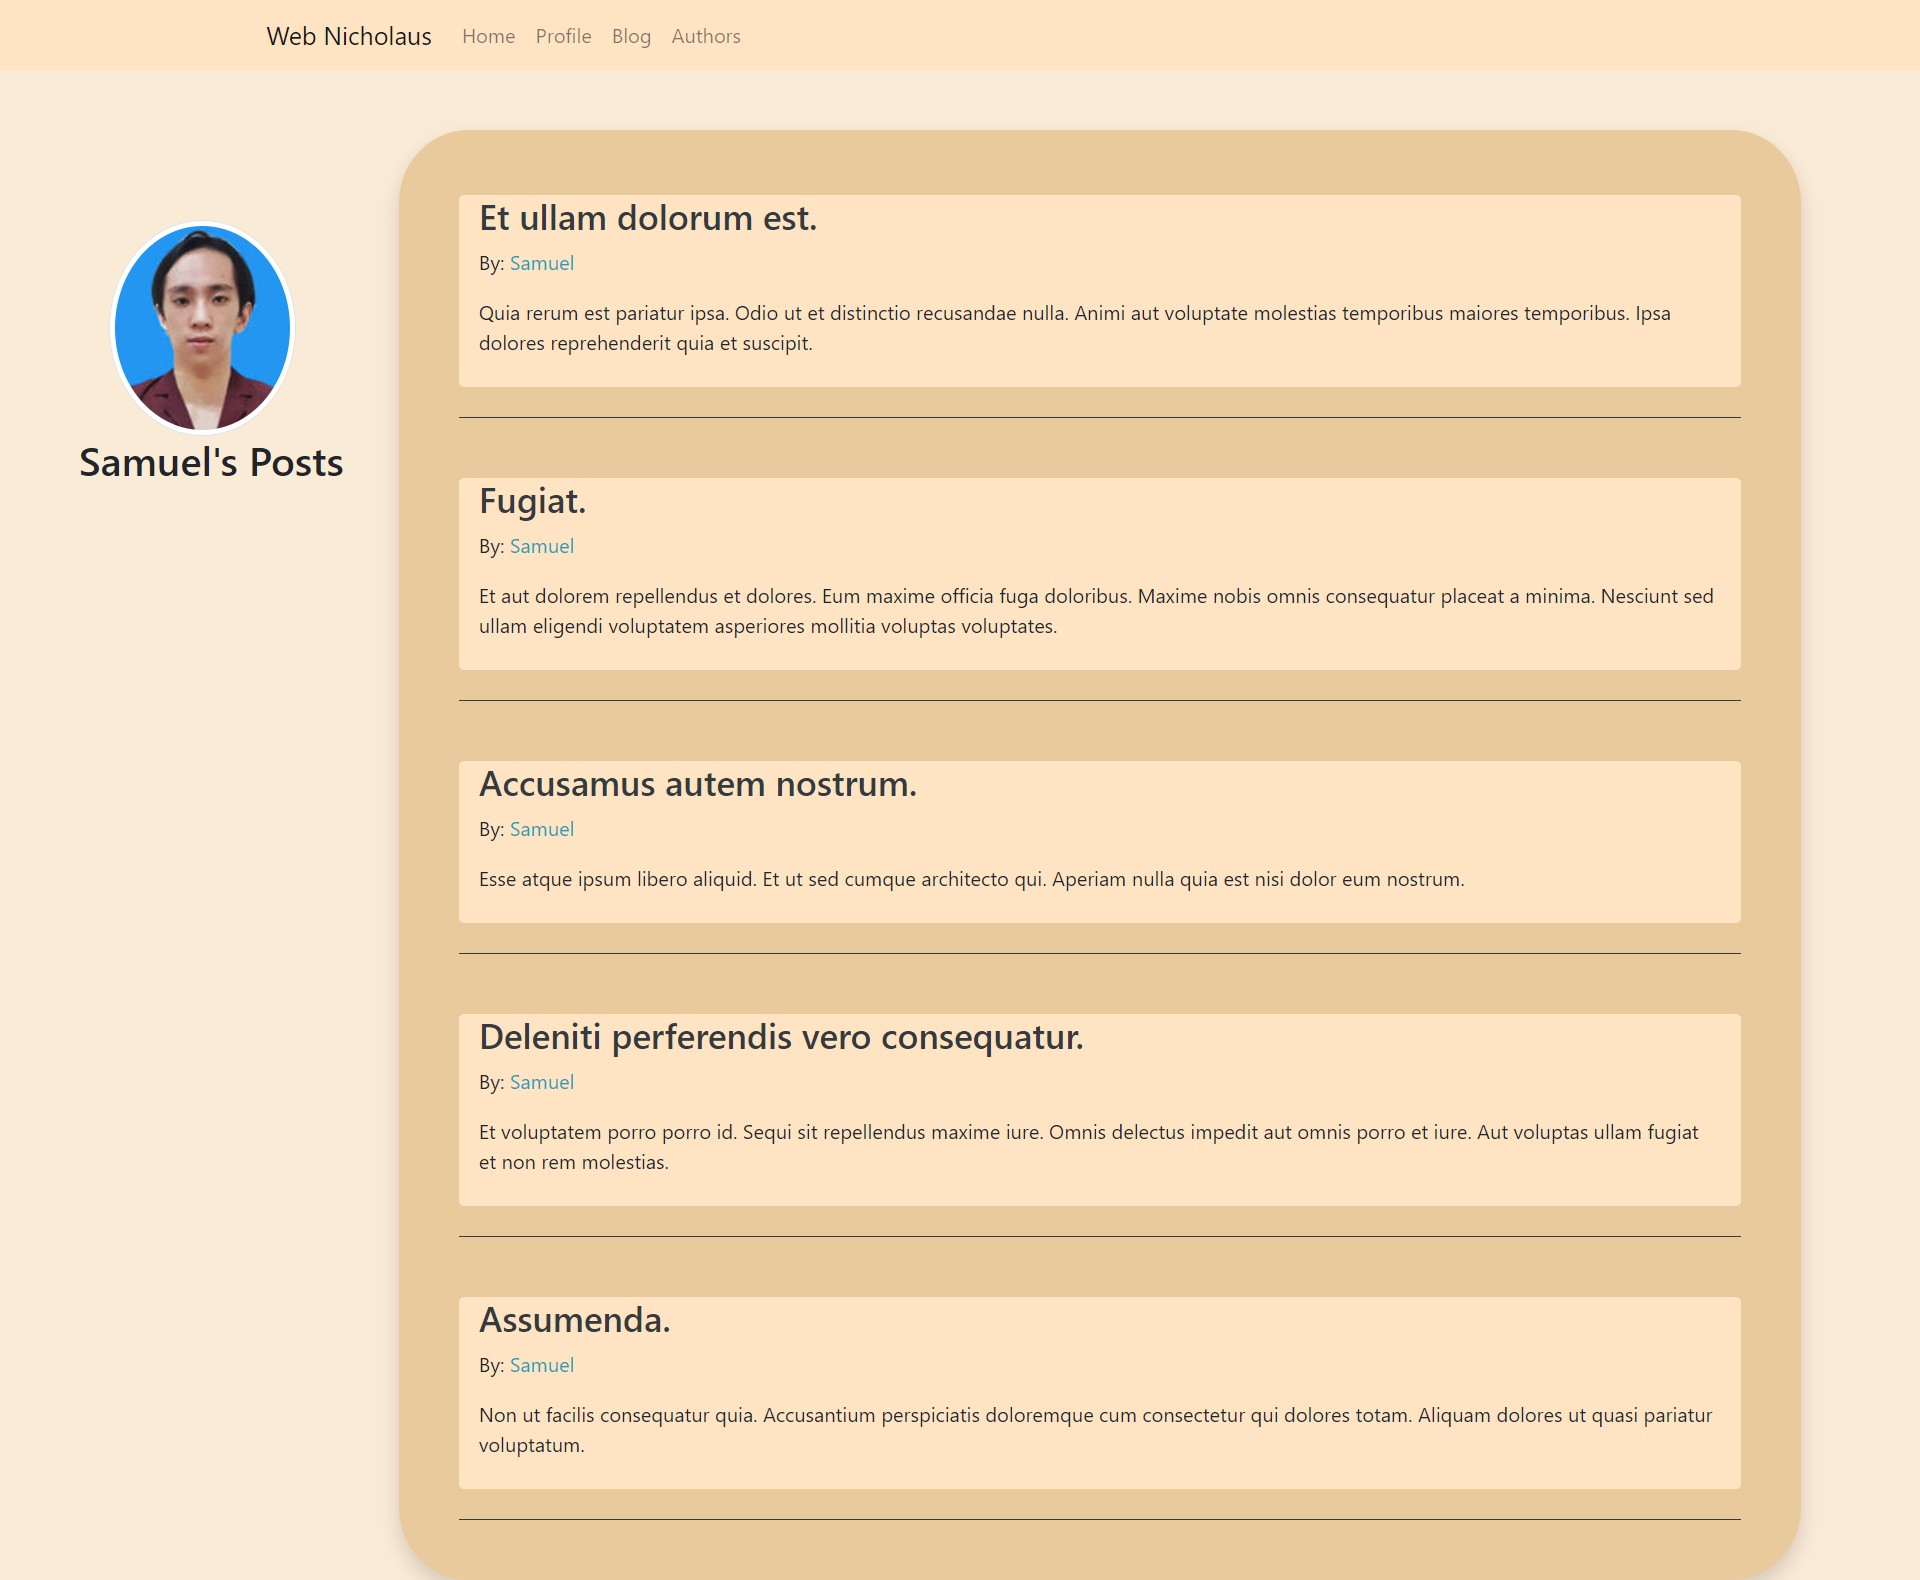 Web Nicholaus Home Profile Blog Authors
Samuel's Posts
Et ullam dolorum est.
By: Samuel
Quia rerum est pariatur ipsa. Odio ut et distinctio recusandae nulla. Animi aut voluptate molestias temporibus maiores temporibus. Ipsa
dolores reprehenderit quia et suscipit.
Fugiat.
By: Samuel
Et aut dolorem repellendus et dolores. Eum maxime officia fuga doloribus. Maxime nobis omnis consequatur placeat a minima. Nesciunt sed
ullam eligendi voluptatem asperiores mollitia voluptas voluptates.
Accusamus autem nostrum.
By: Samuel
Esse atque ipsum libero aliquid. Et ut sed cumque architecto qui. Aperiam nulla quia est nisi dolor eum nostrum.
Deleniti perferendis vero consequatur.
By: Samuel
Et voluptatem porro porro id. Sequi sit repellendus maxime iure. Omnis delectus impedit aut omnis porro et iure. Aut voluptas ullam fugiat
et non rem molestias.
Assumenda.
By: Samuel
Non ut facilis consequatur quia. Accusantium perspiciatis doloremque cum consectetur qui dolores totam. Aliquam dolores ut quasi pariatur
voluptatum.